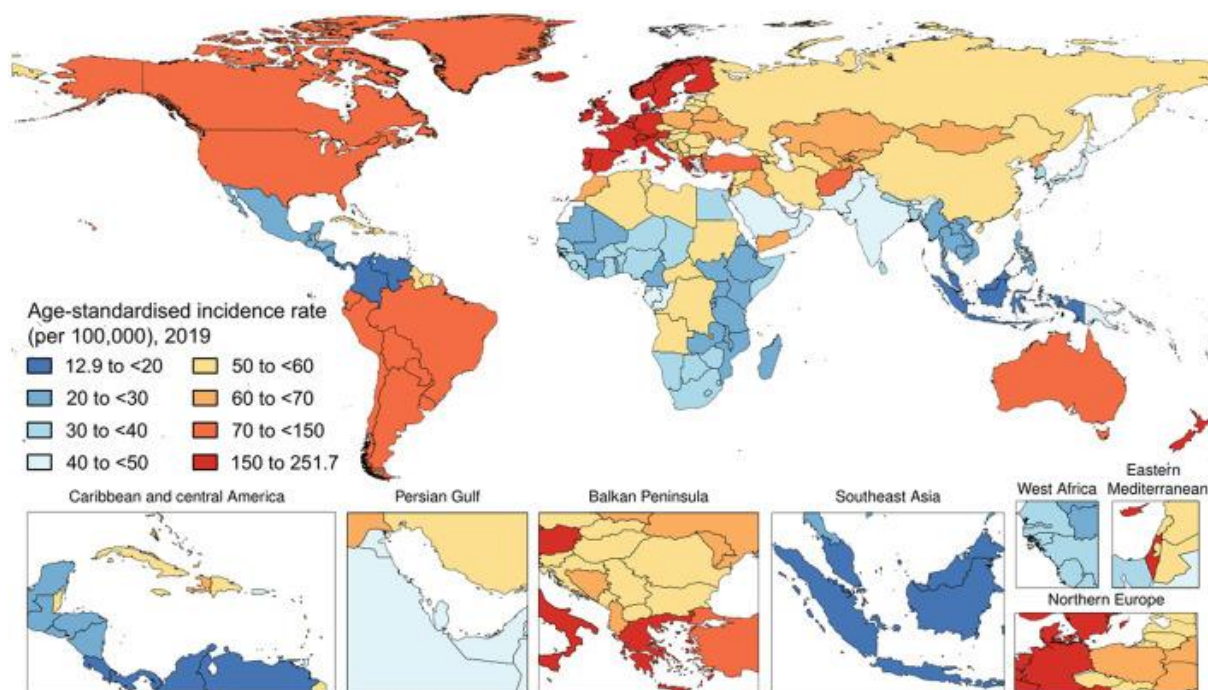 Age-standardised incidence rate
(per 100,000), 2019
12.9 to <20
20 to <30
30 to <40
40 to <50
50 to <60
60 to <70
70 to <150
150 to 251.7
Caribbean and central America
Persian Gulf
Balkan Peninsula
Southeast Asia
West Africa
Eastern
Mediterranean
Northern Europe